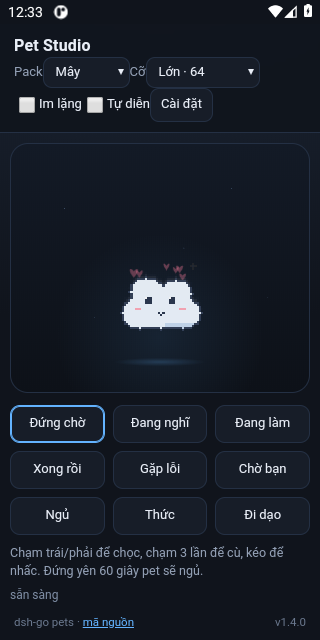 12:33
Pet Studio
Pack Mây ▾ Cỡ Lớn · 64 ▾
Im lặng Tự diễn Cài đặt
Đứng chờ Đang nghĩ Đang làm
Xong rồi Gặp lỗi Chờ bạn
Ngủ Thức Đi dạo
Chạm trái/phải để chọc, chạm 3 lần để cù, kéo để
nhấc. Đứng yên 60 giây pet sẽ ngủ.
sẵn sàng
dsh-go pets · mã nguồn v1.4.0